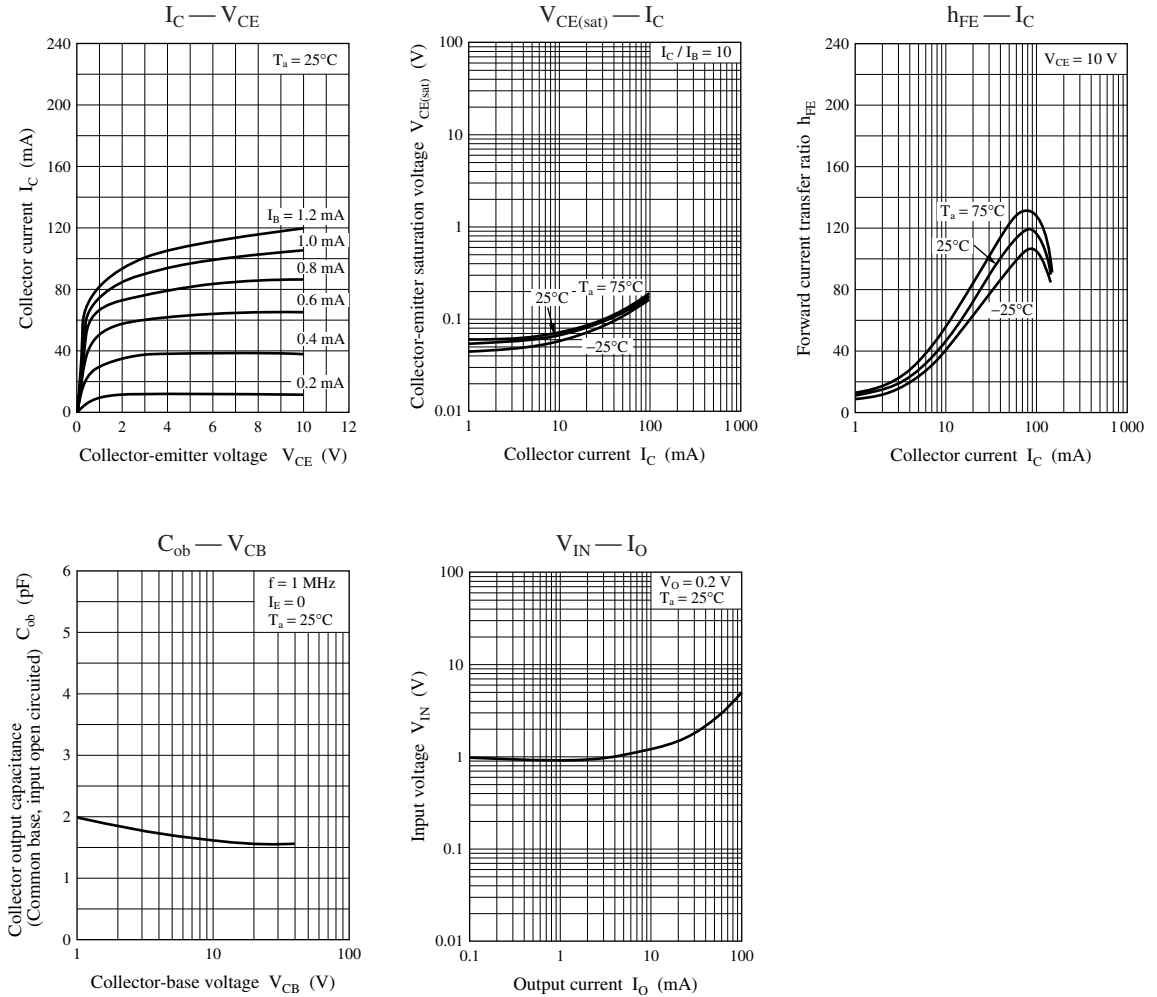 I_C — V_CE
240
200
160
120
80
40
0
0
2
4
6
8
10
12
T_a = 25°C
I_B = 1.2 mA
1.0 mA
0.8 mA
0.6 mA
0.4 mA
0.2 mA
Collector current I_C (mA)
Collector-emitter voltage V_CE (V)
V_CE(sat) — I_C
100
10
1
0.1
0.01
1
10
100
1 000
I_C / I_B = 10
25°C
T_a = 75°C
–25°C
Collector-emitter saturation voltage V_CE(sat) (V)
Collector current I_C (mA)
h_FE — I_C
240
200
160
120
80
40
0
1
10
100
1 000
V_CE = 10 V
T_a = 75°C
25°C
–25°C
Forward current transfer ratio h_FE
Collector current I_C (mA)
C_ob — V_CB
6
5
4
3
2
1
0
1
10
100
f = 1 MHz
I_E = 0
T_a = 25°C
Collector output capacitance
(Common base, input open circuited) C_ob (pF)
Collector-base voltage V_CB (V)
V_IN — I_O
100
10
1
0.1
0.01
0.1
1
10
100
V_O = 0.2 V
T_a = 25°C
Input voltage V_IN (V)
Output current I_O (mA)